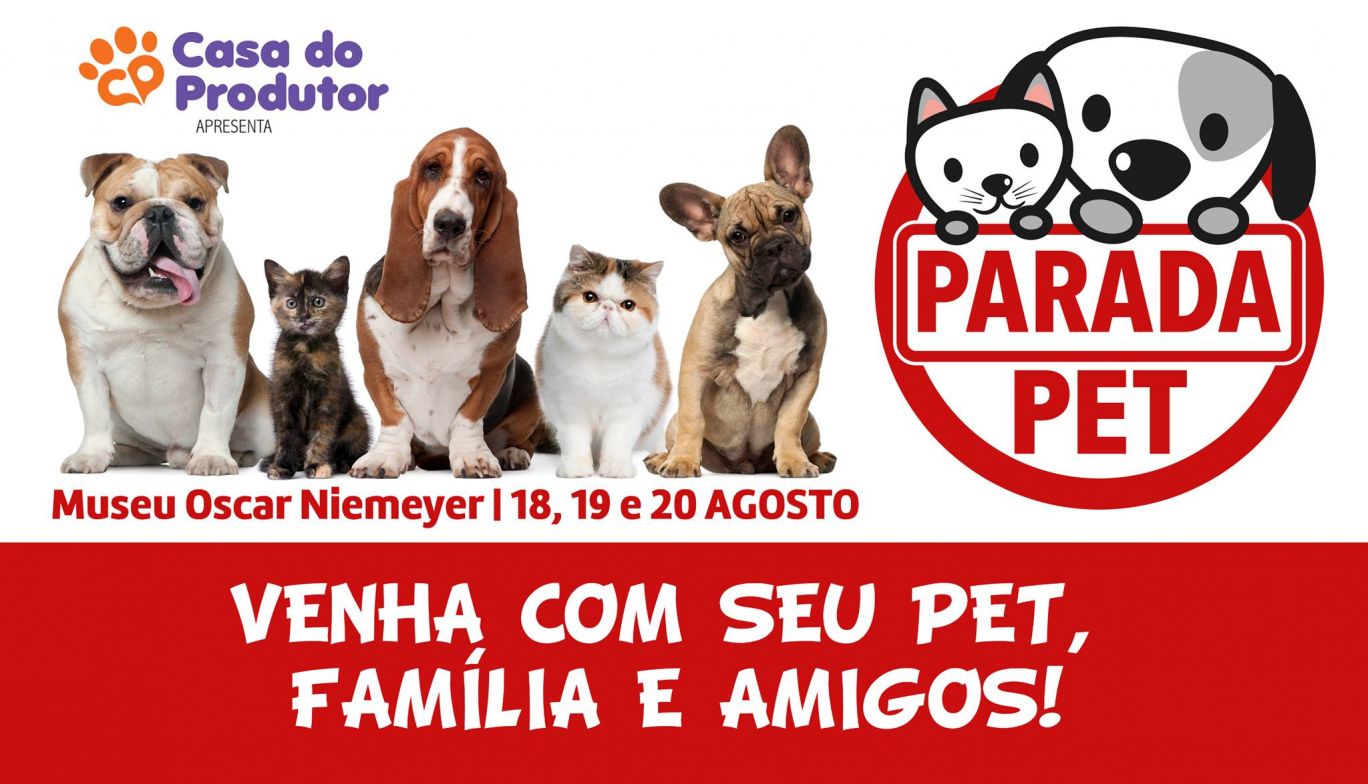 Casa do
Produtor
APRESENTA
PARADA
PET
Museu Oscar Niemeyer | 18, 19 e 20 AGOSTO
VENHA COM SEU PET,
FAMÍLIA E AMIGOS!